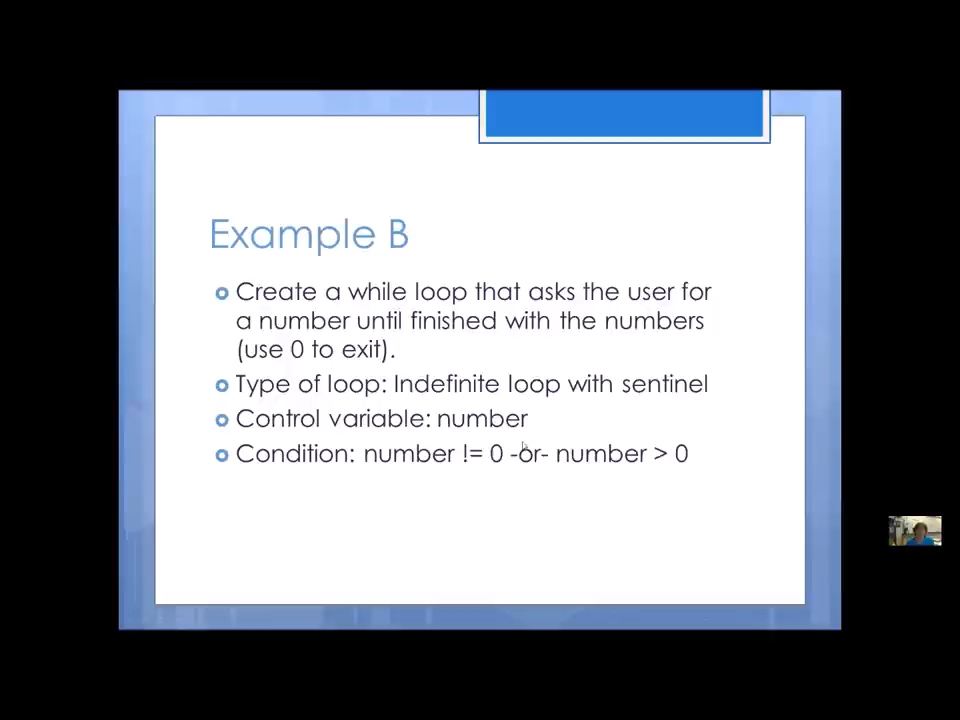 Example B
Create a while loop that asks the user for
a number until finished with the numbers
(use 0 to exit).
Type of loop: Indefinite loop with sentinel
Control variable: number
Condition: number != 0 -or- number > 0